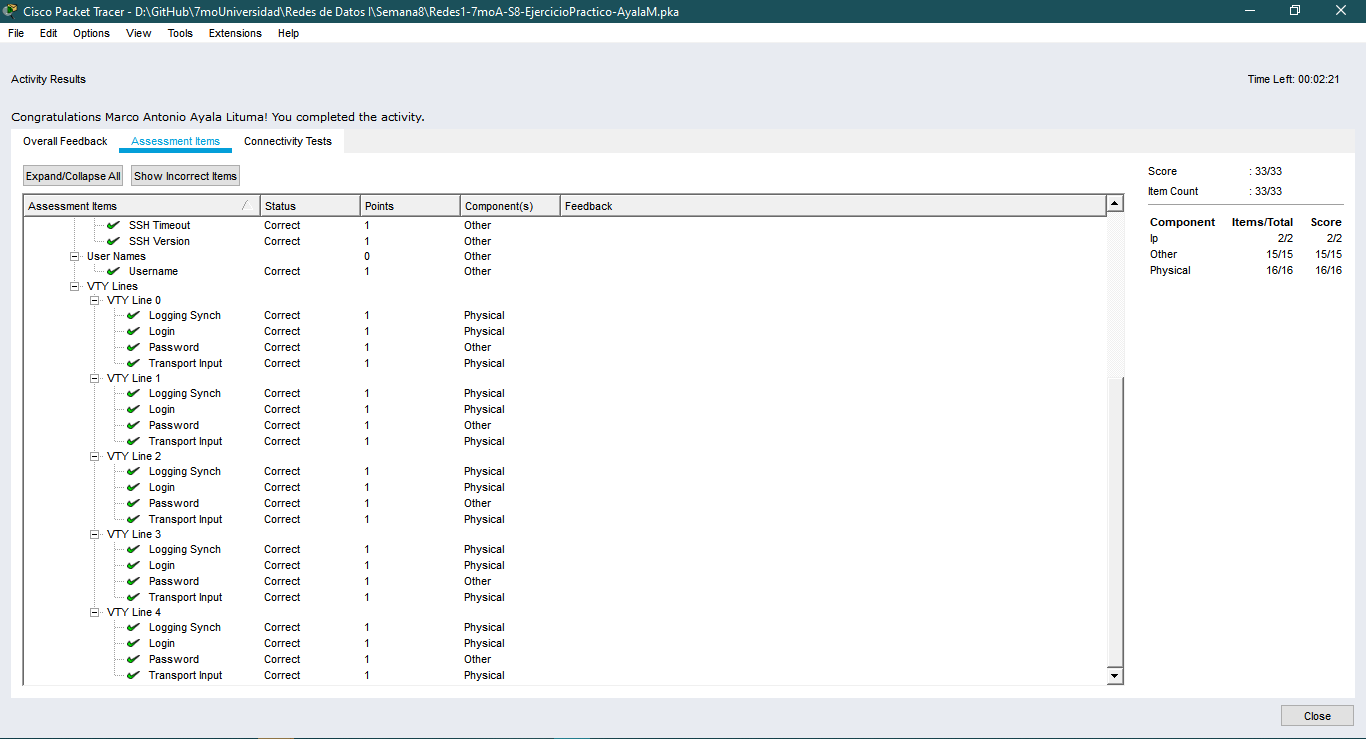 Cisco Packet Tracer - D:\GitHub\7moUniversidad\Redes de Datos I\Semana8\Redes1-7moA-S8-EjercicioPractico-AyalaM.pka
File Edit Options View Tools Extensions Help
Activity Results Time Left: 00:02:21
Congratulations Marco Antonio Ayala Lituma! You completed the activity.
Overall Feedback Assessment Items Connectivity Tests
Expand/Collapse All Show Incorrect Items
Assessment Items Status Points Component(s) Feedback
SSH Timeout Correct 1 Other
SSH Version Correct 1 Other
User Names 0 Other
Username Correct 1 Other
VTY Lines
VTY Line 0
Logging Synch Correct 1 Physical
Login Correct 1 Physical
Password Correct 1 Other
Transport Input Correct 1 Physical
VTY Line 1
Logging Synch Correct 1 Physical
Login Correct 1 Physical
Password Correct 1 Other
Transport Input Correct 1 Physical
VTY Line 2
Logging Synch Correct 1 Physical
Login Correct 1 Physical
Password Correct 1 Other
Transport Input Correct 1 Physical
VTY Line 3
Logging Synch Correct 1 Physical
Login Correct 1 Physical
Password Correct 1 Other
Transport Input Correct 1 Physical
VTY Line 4
Logging Synch Correct 1 Physical
Login Correct 1 Physical
Password Correct 1 Other
Transport Input Correct 1 Physical
Score : 33/33
Item Count : 33/33
Component Items/Total Score
Ip 2/2 2/2
Other 15/15 15/15
Physical 16/16 16/16
Close